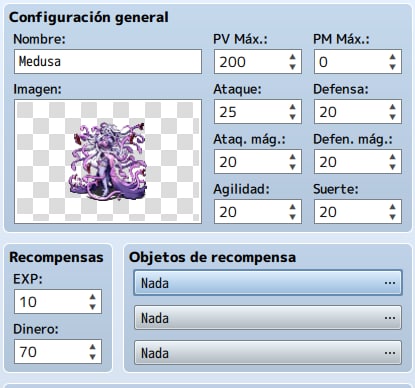 Configuración general
Nombre: PV Máx.: PM Máx.:
Medusa 200 0
Imagen: Ataque: Defensa:
25 20
Ataq. mág.: Defen. mág.:
20 20
Agilidad: Suerte:
20 20
Recompensas
EXP:
10
Dinero:
70
Objetos de recompensa
Nada ...
Nada ...
Nada ...